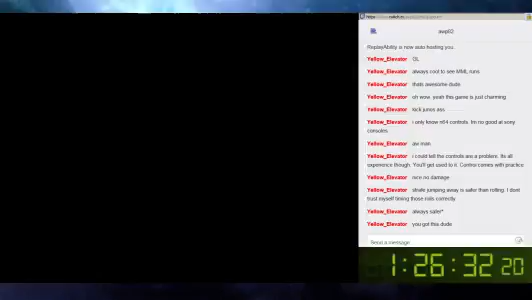 awp82
ReplayAbility is now auto hosting you.
Yellow_Elevator GL
Yellow_Elevator always cool to see MML runs
Yellow_Elevator thats awesome dude
Yellow_Elevator oh wow. yeah this game is just charming
Yellow_Elevator kick junos ass
Yellow_Elevator i only know n64 controls. Im no good at sony
consoles
Yellow_Elevator aw man
Yellow_Elevator i could tell the controls are a problem. Its all
experience though. You'll get used to it. Control comes with practice
Yellow_Elevator nice no damage
Yellow_Elevator strafe jumping away is safer than rolling. I dont
trust myself timing those rolls correctly
Yellow_Elevator always safer*
Yellow_Elevator you got this dude
Send a message
1:26:32 20